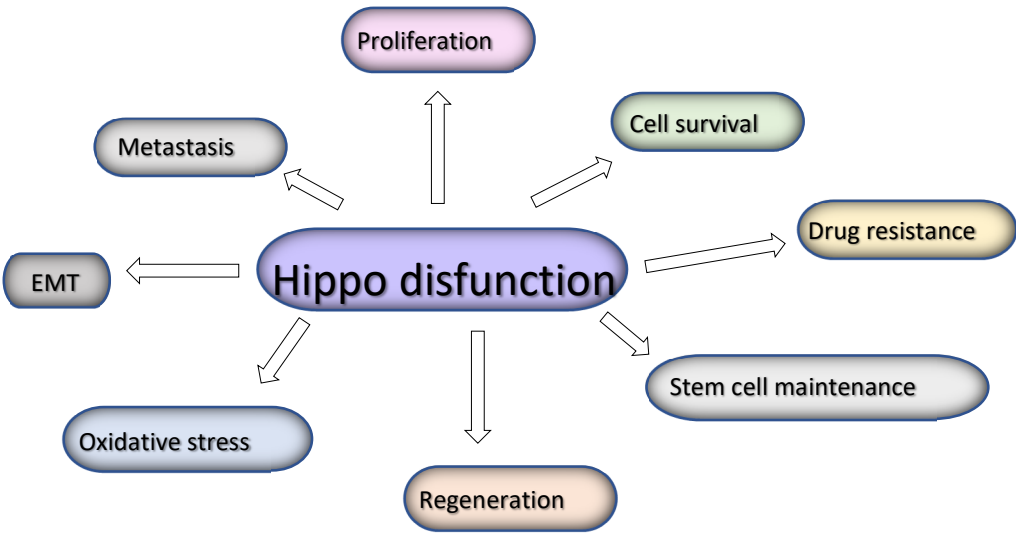 Proliferation
Cell survival
Metastasis
Drug resistance
Hippo disfunction
EMT
Stem cell maintenance
Oxidative stress
Regeneration